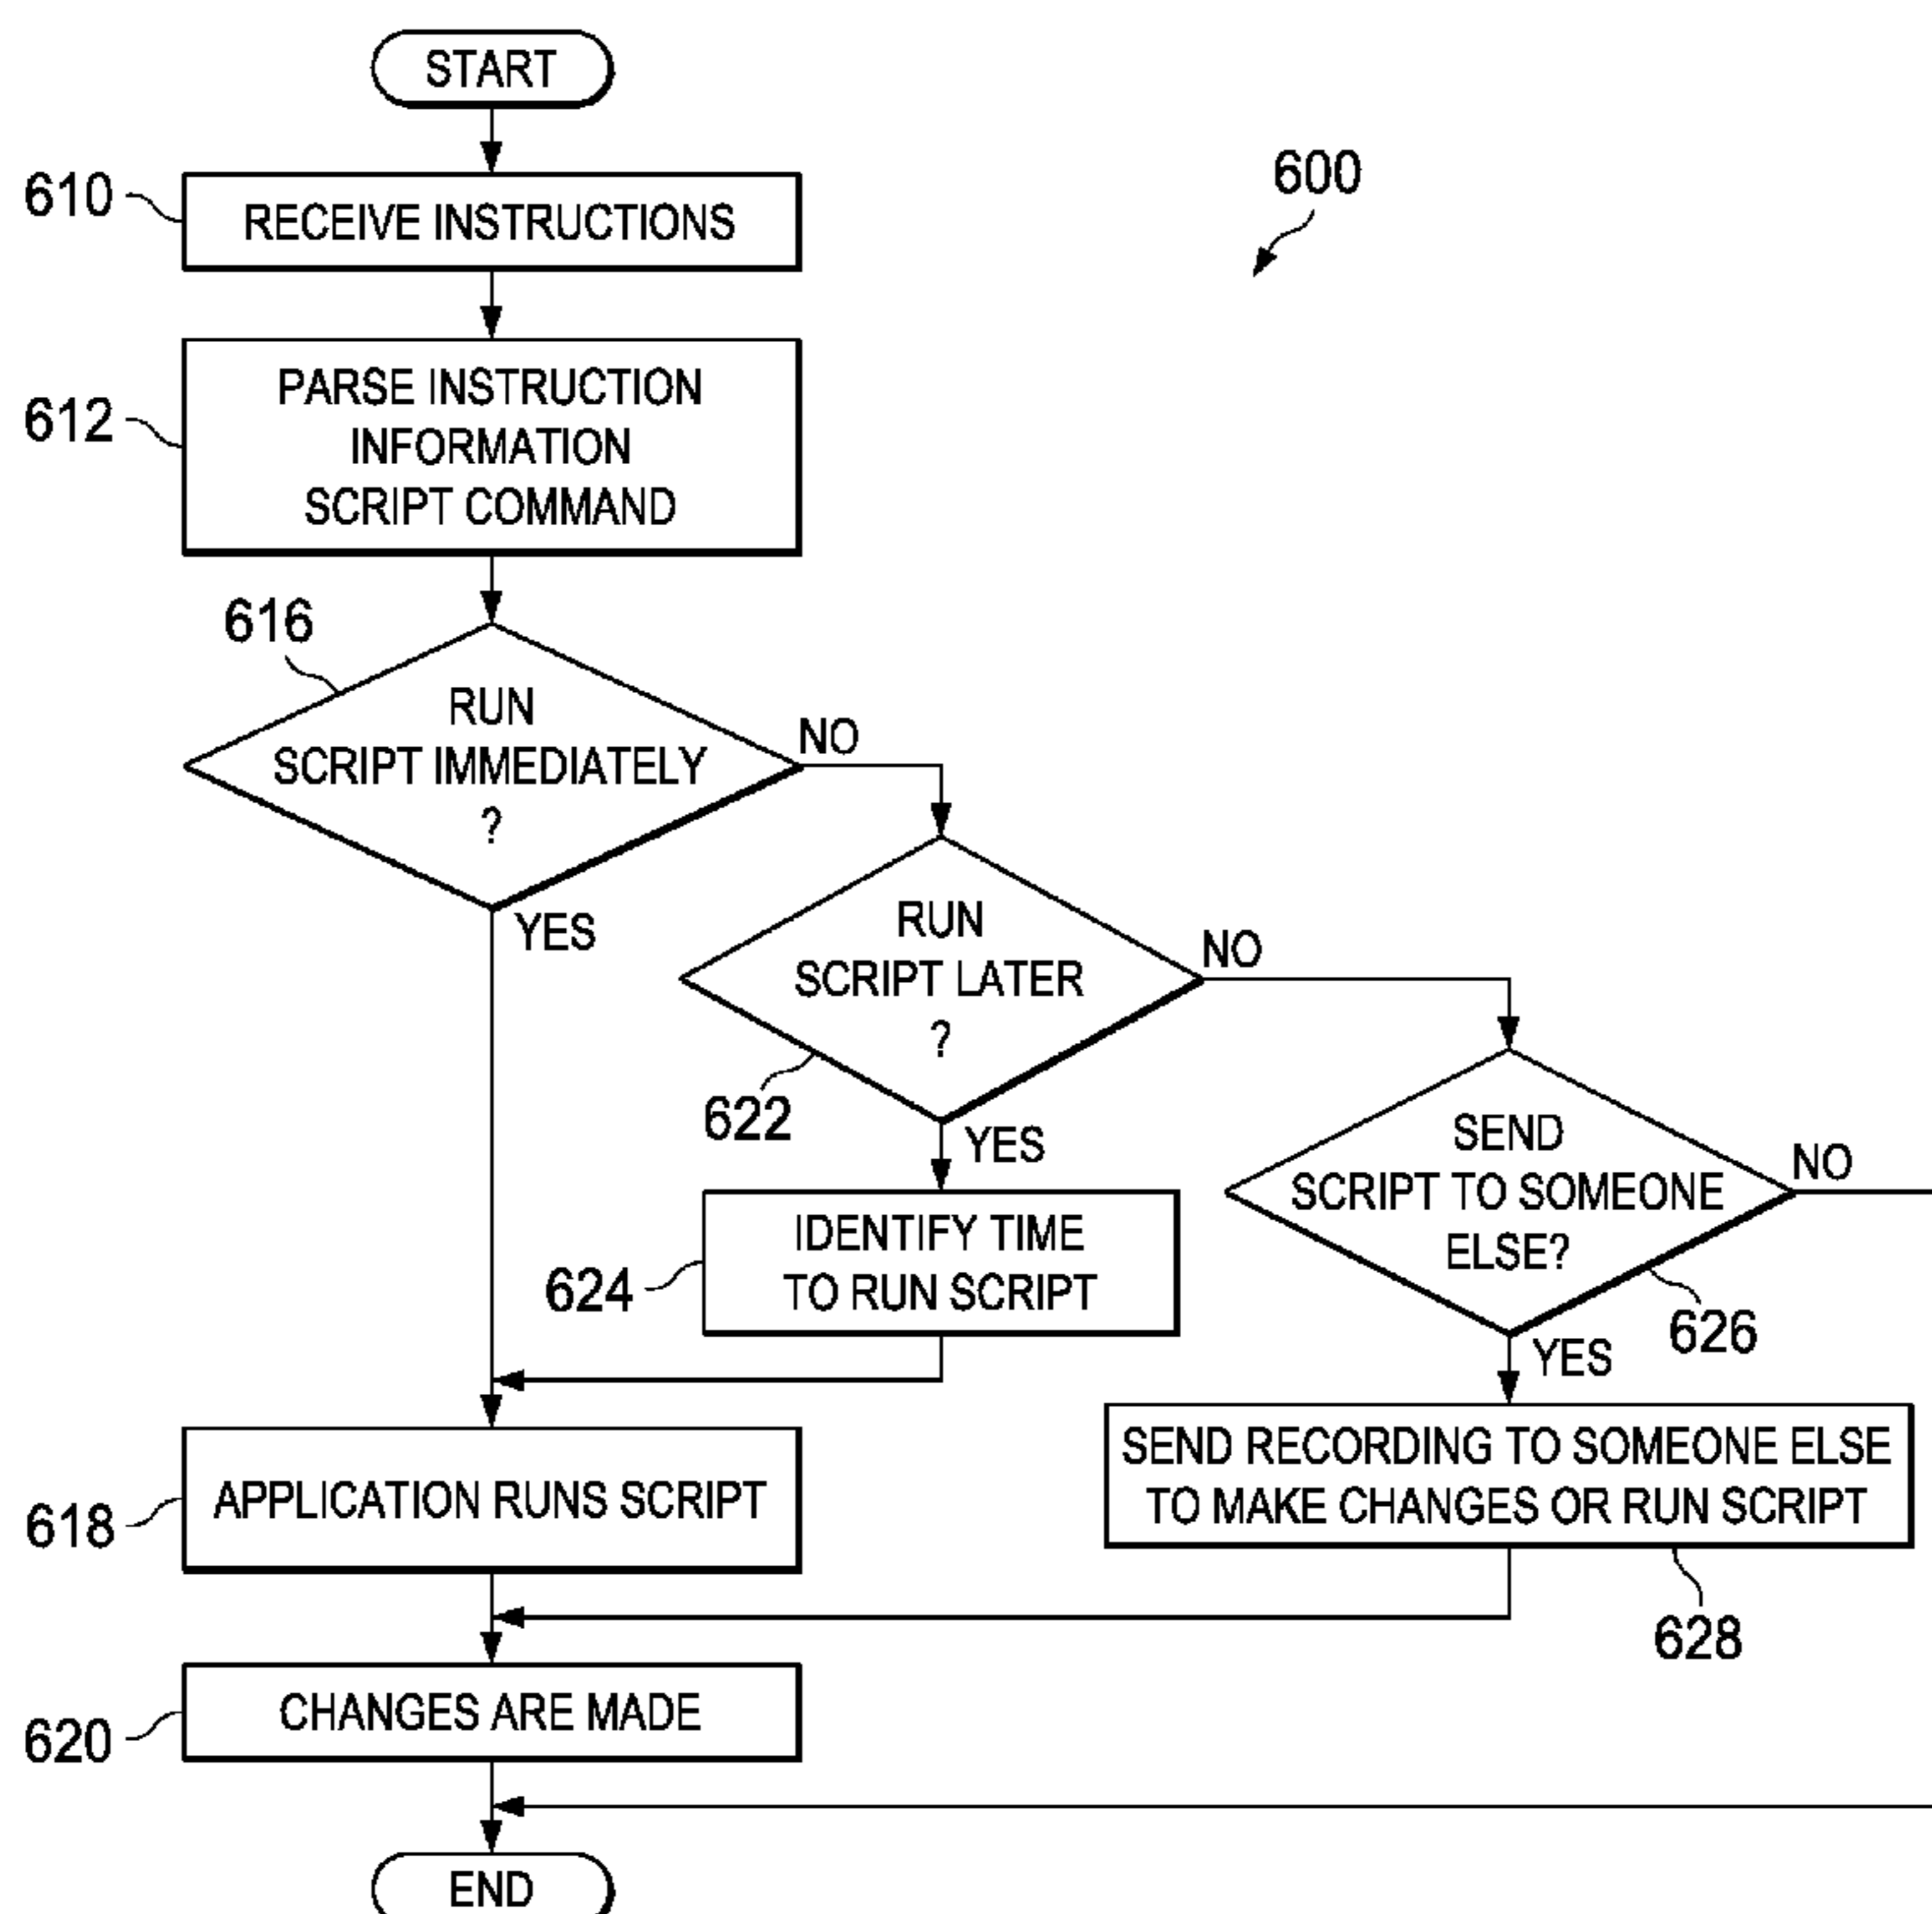 START
600
610
RECEIVE INSTRUCTIONS
612
PARSE INSTRUCTION
INFORMATION
SCRIPT COMMAND
616
RUN
SCRIPT IMMEDIATELY
?
NO
YES
RUN
SCRIPT LATER
?
NO
622
YES
SEND
SCRIPT TO SOMEONE
ELSE?
NO
626
YES
624
IDENTIFY TIME
TO RUN SCRIPT
618
APPLICATION RUNS SCRIPT
SEND RECORDING TO SOMEONE ELSE
TO MAKE CHANGES OR RUN SCRIPT
628
620
CHANGES ARE MADE
END